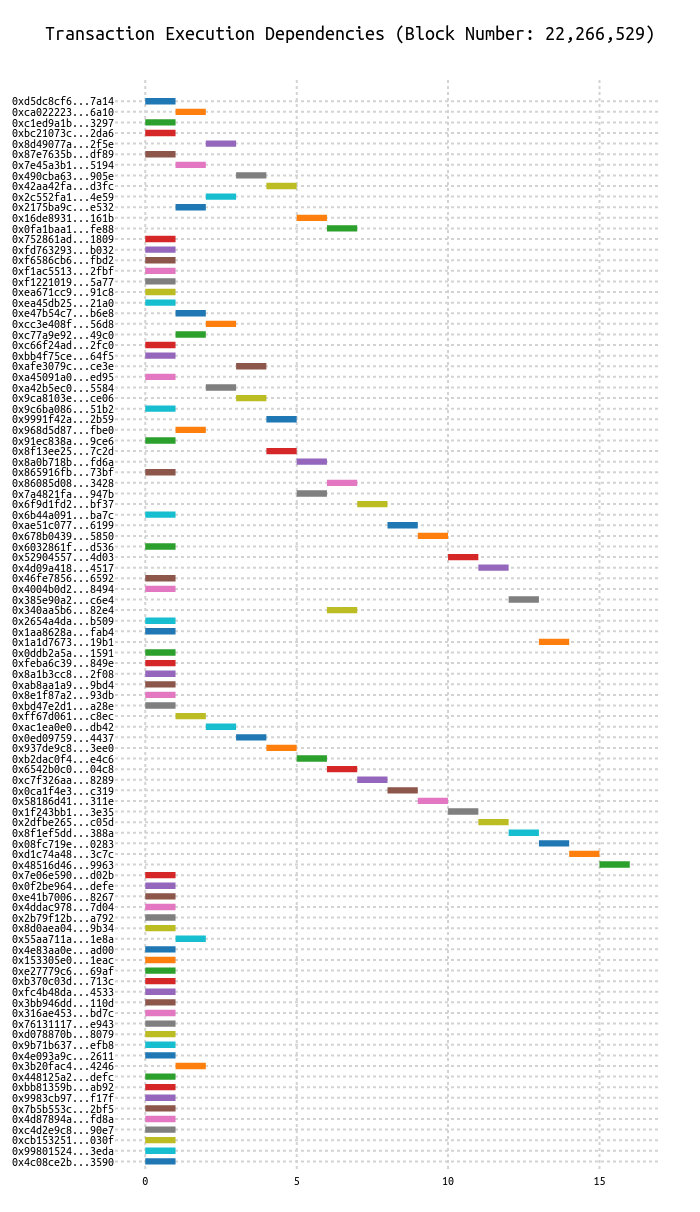 Transaction Execution Dependencies (Block Number: 22,266,529)
0xd5dc8cf6...7a14
0xca022223...6a10
0xc1ed9a1b...3297
0xbc21073c...2da6
0x8d49077a...2f5e
0x87e7635b...df89
0x7e45a3b1...5194
0x490cba63...905e
0x42aa42fa...d3fc
0x2c552fa1...4e59
0x2175ba9c...e532
0x16de8931...161b
0x0fa1baa1...fe88
0x752861ad...1809
0xfd763293...b032
0xf6586cb6...fbd2
0xf1ac5513...2fbf
0xf1221019...5a77
0xea671cc9...91c8
0xea45db25...21a0
0xe47b54c7...b6e8
0xcc3e408f...56d8
0xc77a9e92...49c0
0xc66f24ad...2fc0
0xbb4f75ce...64f5
0xafe3079c...ce3e
0xa45091a0...ed95
0xa42b5ec0...5584
0x9ca8103e...ce06
0x9c6ba086...51b2
0x9991f42a...2b59
0x968d5d87...fbe0
0x91ec838a...9ce6
0x8f13ee25...7c2d
0x8a0b718b...fd6a
0x865916fb...73bf
0x86085d08...3428
0x7a4821fa...947b
0x6f9d1fd2...bf37
0x6b44a091...ba7c
0xae51c077...6199
0x678b0439...5850
0x6032861f...d536
0x52904557...4d03
0x4d09a418...4517
0x46fe7856...6592
0x4004b0d2...8494
0x385e90a2...c6e4
0x340aa5b6...82e4
0x2654a4da...b509
0x1aa8628a...fab4
0x1a1d7673...19b1
0x0ddb2a5a...1591
0xfeba6c39...849e
0x8a1b3cc8...2f08
0xab8aa1a9...9bd4
0x8e1f87a2...93db
0xbd47e2d1...a28e
0xff67d061...c8ec
0xac1ea0e0...db42
0x0ed09759...4437
0x937de9c8...3ee0
0xb2dac0f4...e4c6
0x6542b0c0...04c8
0xc7f326aa...8289
0x0ca1f4e3...c319
0x58186d41...311e
0x1f243bb1...3e35
0x2dfbe265...c05d
0x8f1ef5dd...388a
0x08fc719e...0283
0xd1c74a48...3c7c
0x48516d46...9963
0x7e06e590...d02b
0x0f2be964...defe
0xe41b7006...8267
0x4ddac978...7d04
0x2b79f12b...a792
0x8d0aea04...9b34
0x55aa711a...1e8a
0x4e83aa0e...ad00
0x153305e0...1eac
0xe27779c6...69af
0xb370c03d...713c
0xfc4b48da...4533
0x3bb946dd...110d
0x316ae453...bd7c
0x76131117...e943
0xd078870b...8079
0x9b71b637...efb8
0x4e093a9c...2611
0x3b20fac4...4246
0x448125a2...defc
0xbb81359b...ab92
0x9983cb97...f17f
0x7b5b553c...2bf5
0x4d87894a...fd8a
0xc4d2e9c8...90e7
0xcb153251...030f
0x99801524...3eda
0x4c08ce2b...3590
0 5 10 15